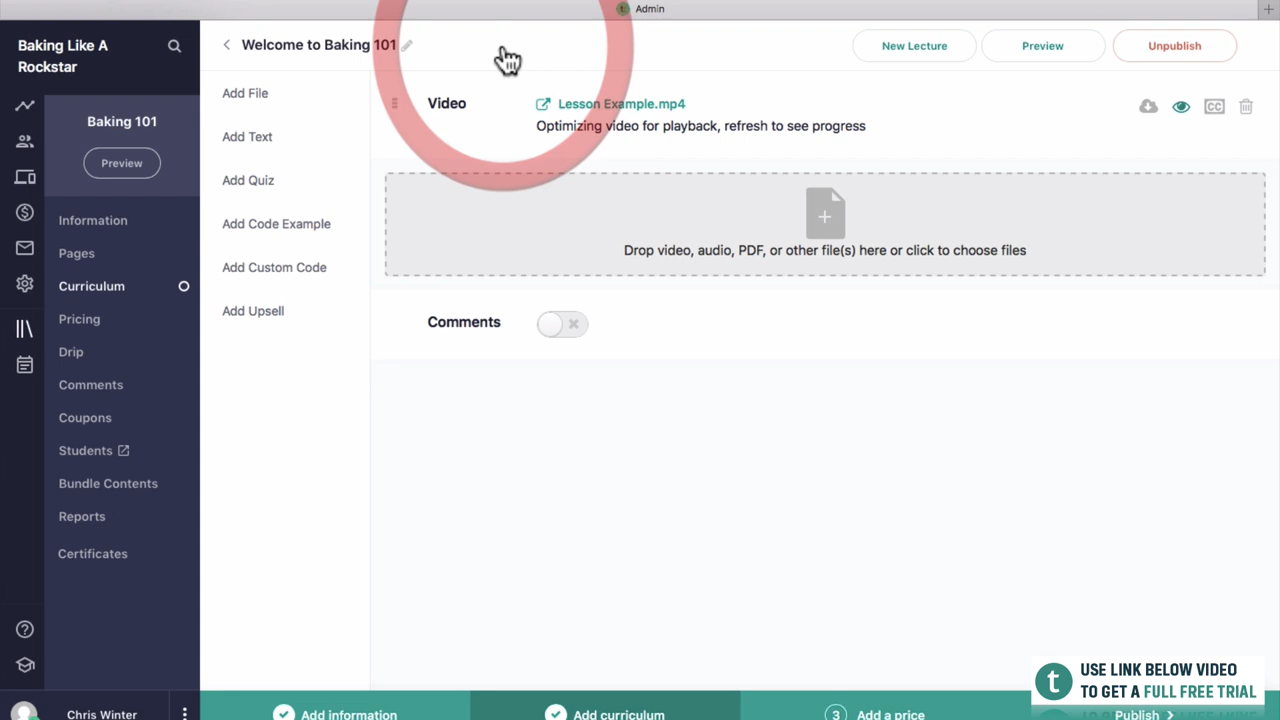 Admin
Baking Like A
Rockstar
Welcome to Baking 101
New Lecture
Preview
Unpublish
Baking 101
Preview
Information
Pages
Curriculum
Pricing
Drip
Comments
Coupons
Students
Bundle Contents
Reports
Certificates
Chris Winter
Add File
Add Text
Add Quiz
Add Code Example
Add Custom Code
Add Upsell
Video
Lesson Example.mp4
Optimizing video for playback, refresh to see progress
CC
Drop video, audio, PDF, or other file(s) here or click to choose files
Comments
t USE LINK BELOW VIDEO
TO GET A FULL FREE TRIAL
Add information
Add curriculum
3 Add a price
Publish